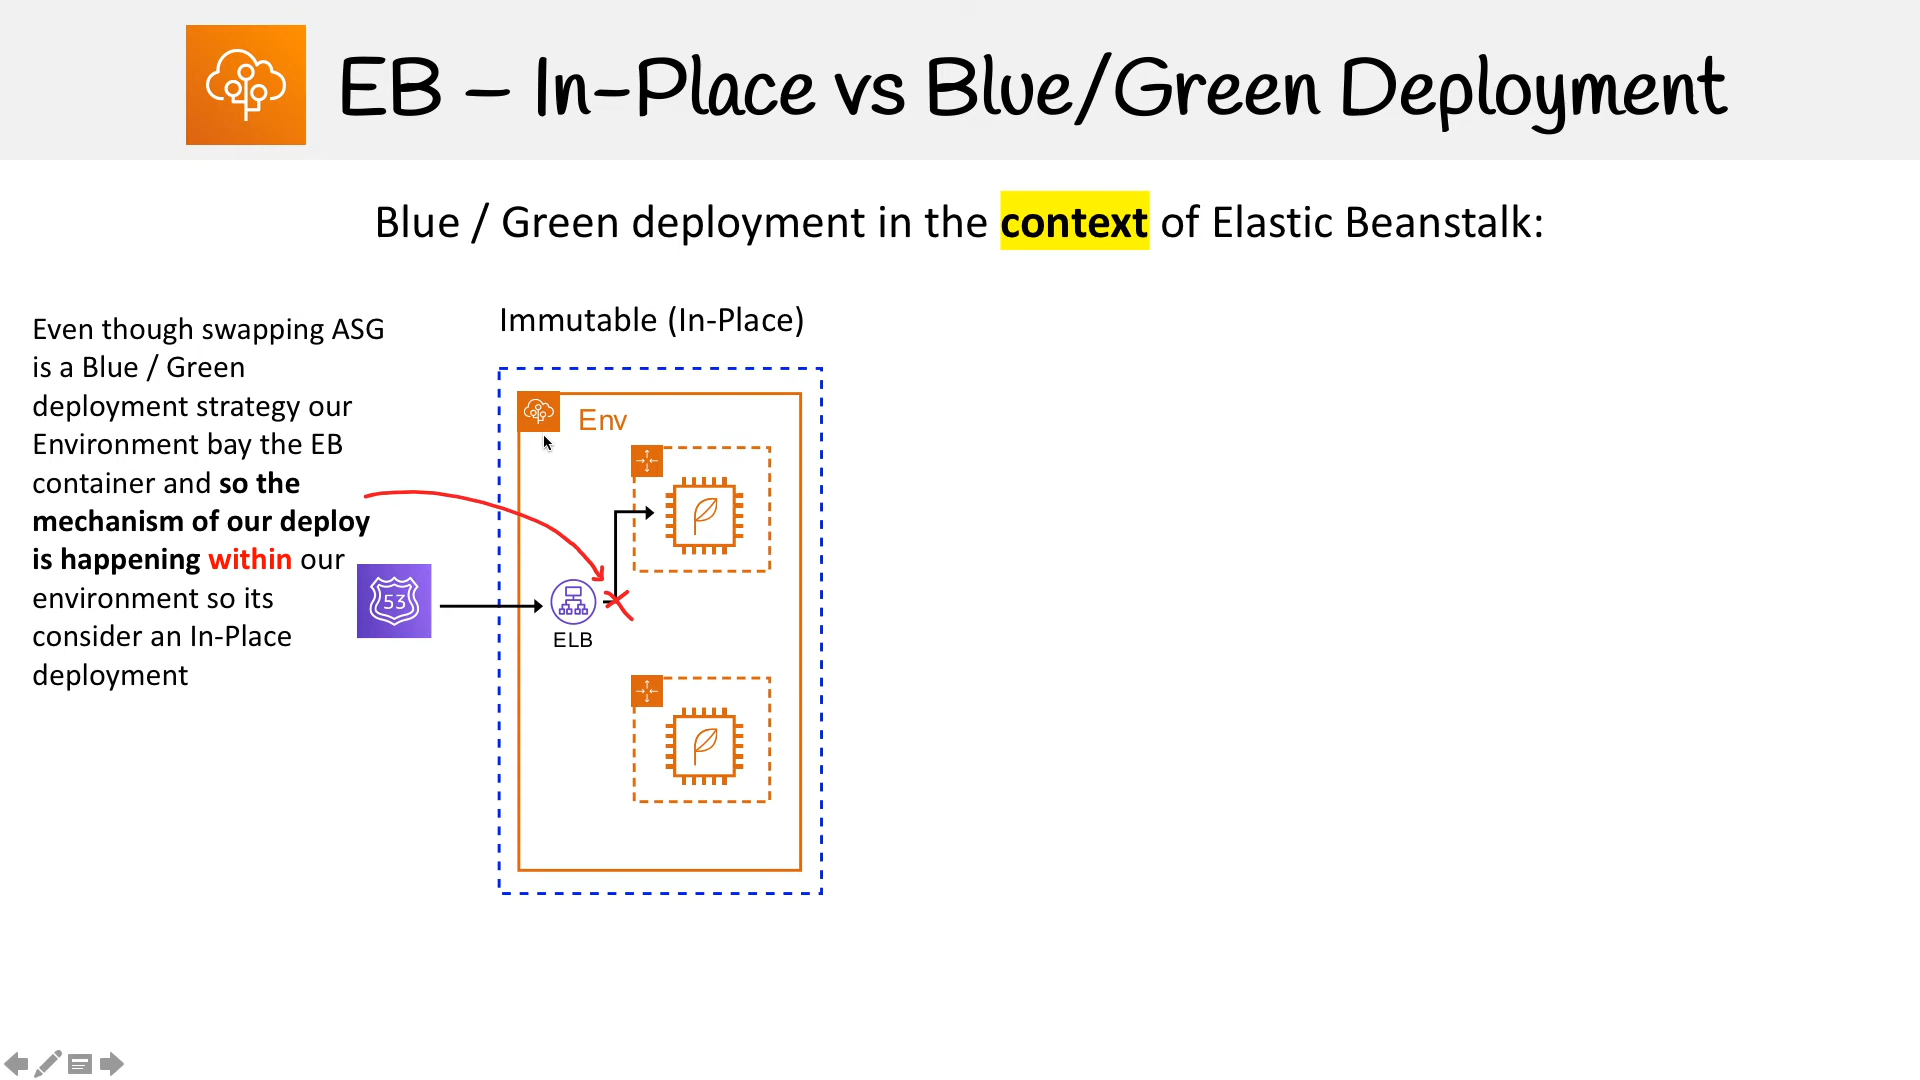 EB – In-Place vs Blue/Green Deployment
Blue / Green deployment in the context of Elastic Beanstalk:
Even though swapping ASG
is a Blue / Green
deployment strategy our
Environment bay the EB
container and so the
mechanism of our deploy
is happening within our
environment so its
consider an In-Place
deployment
Immutable (In-Place)
Env
53
ELB